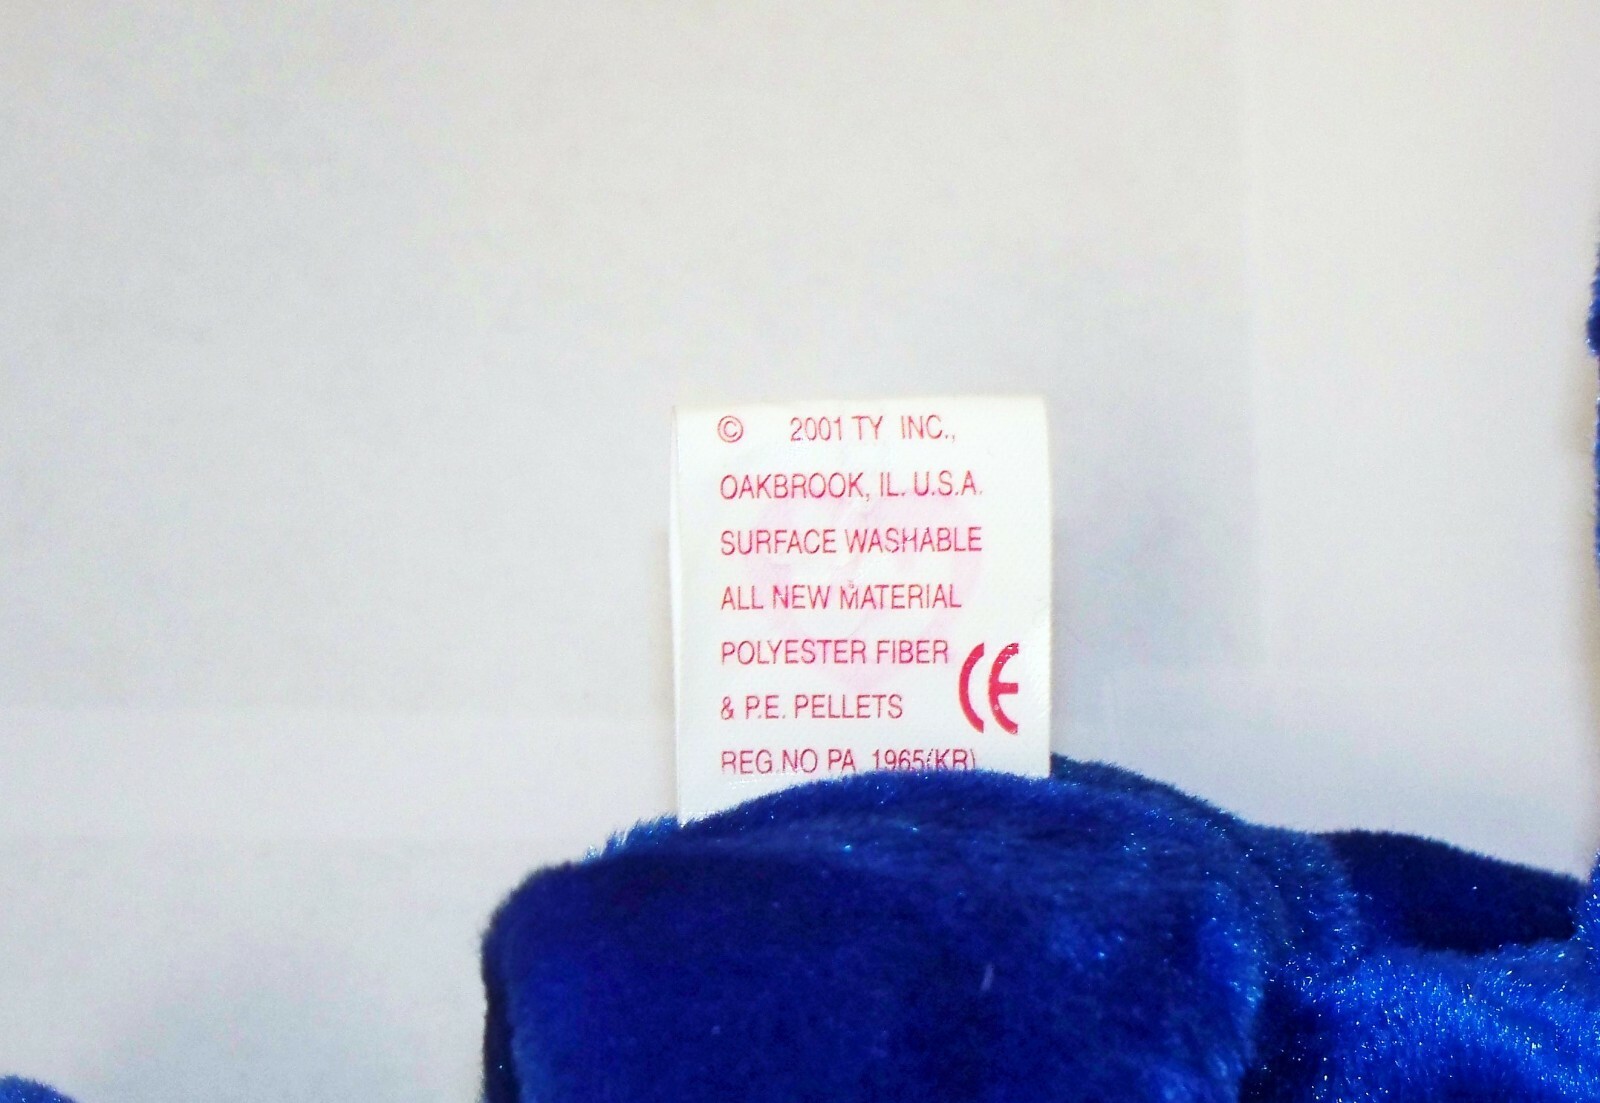 © 2001 TY INC.,
OAKBROOK, IL. U.S.A.
SURFACE WASHABLE
ALL NEW MATERIAL
POLYESTER FIBER
& P.E. PELLETS
CE
REG.NO PA. 1965(KR)